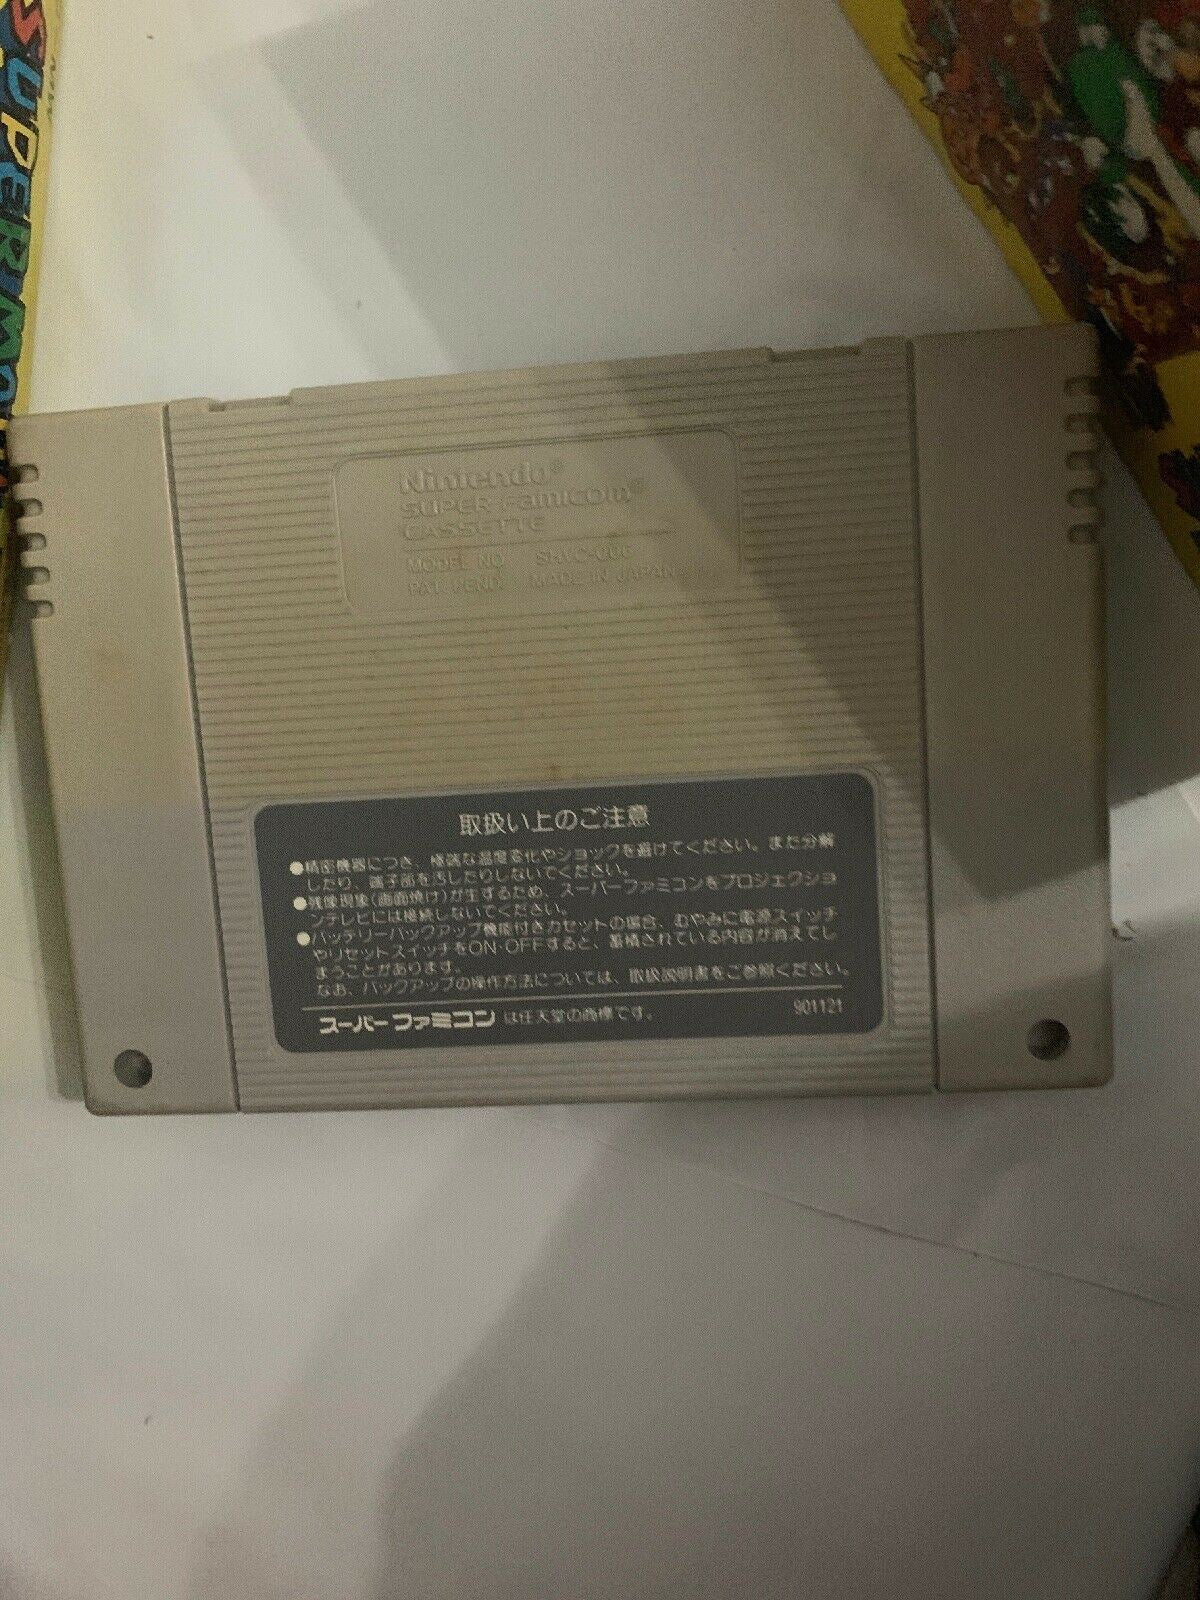 SUPER
Nintendo®
SUPER FAMICOM®
CASSETTE
MODEL NO SHVC-006
PAT. PEND. MADE IN JAPAN
取扱い上のご注意
●精密機器につき、極端な温度変化やショックを避けてください。また分解
したり、端子部を汚したりしないでください。
●残像現象(画面焼け)が生ずるため、スーパーファミコンをプロジェクショ
ンテレビには接続しないでください。
●バッテリーバックアップ機能付きカセットの場合、むやみに電源スイッチ
やリセットスイッチをON・OFFすると、蓄積されている内容が消えてし
まうことがあります。
なお、バックアップの操作方法については、取扱説明書をご参照ください。
スーパーファミコン は任天堂の商標です。 901121